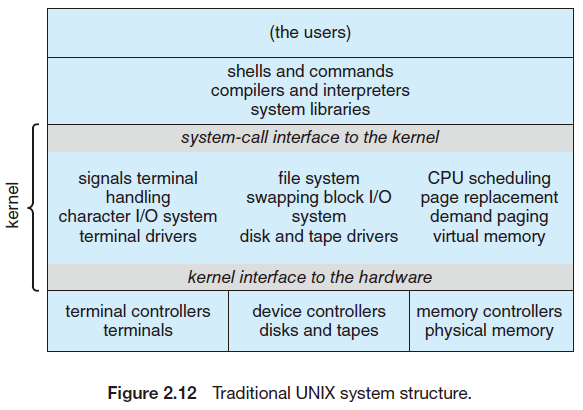 (the users)
shells and commands
compilers and interpreters
system libraries
system-call interface to the kernel
kernel
signals terminal
handling
character I/O system
terminal drivers
file system
swapping block I/O
system
disk and tape drivers
CPU scheduling
page replacement
demand paging
virtual memory
kernel interface to the hardware
terminal controllers
terminals
device controllers
disks and tapes
memory controllers
physical memory
Figure 2.12 Traditional UNIX system structure.